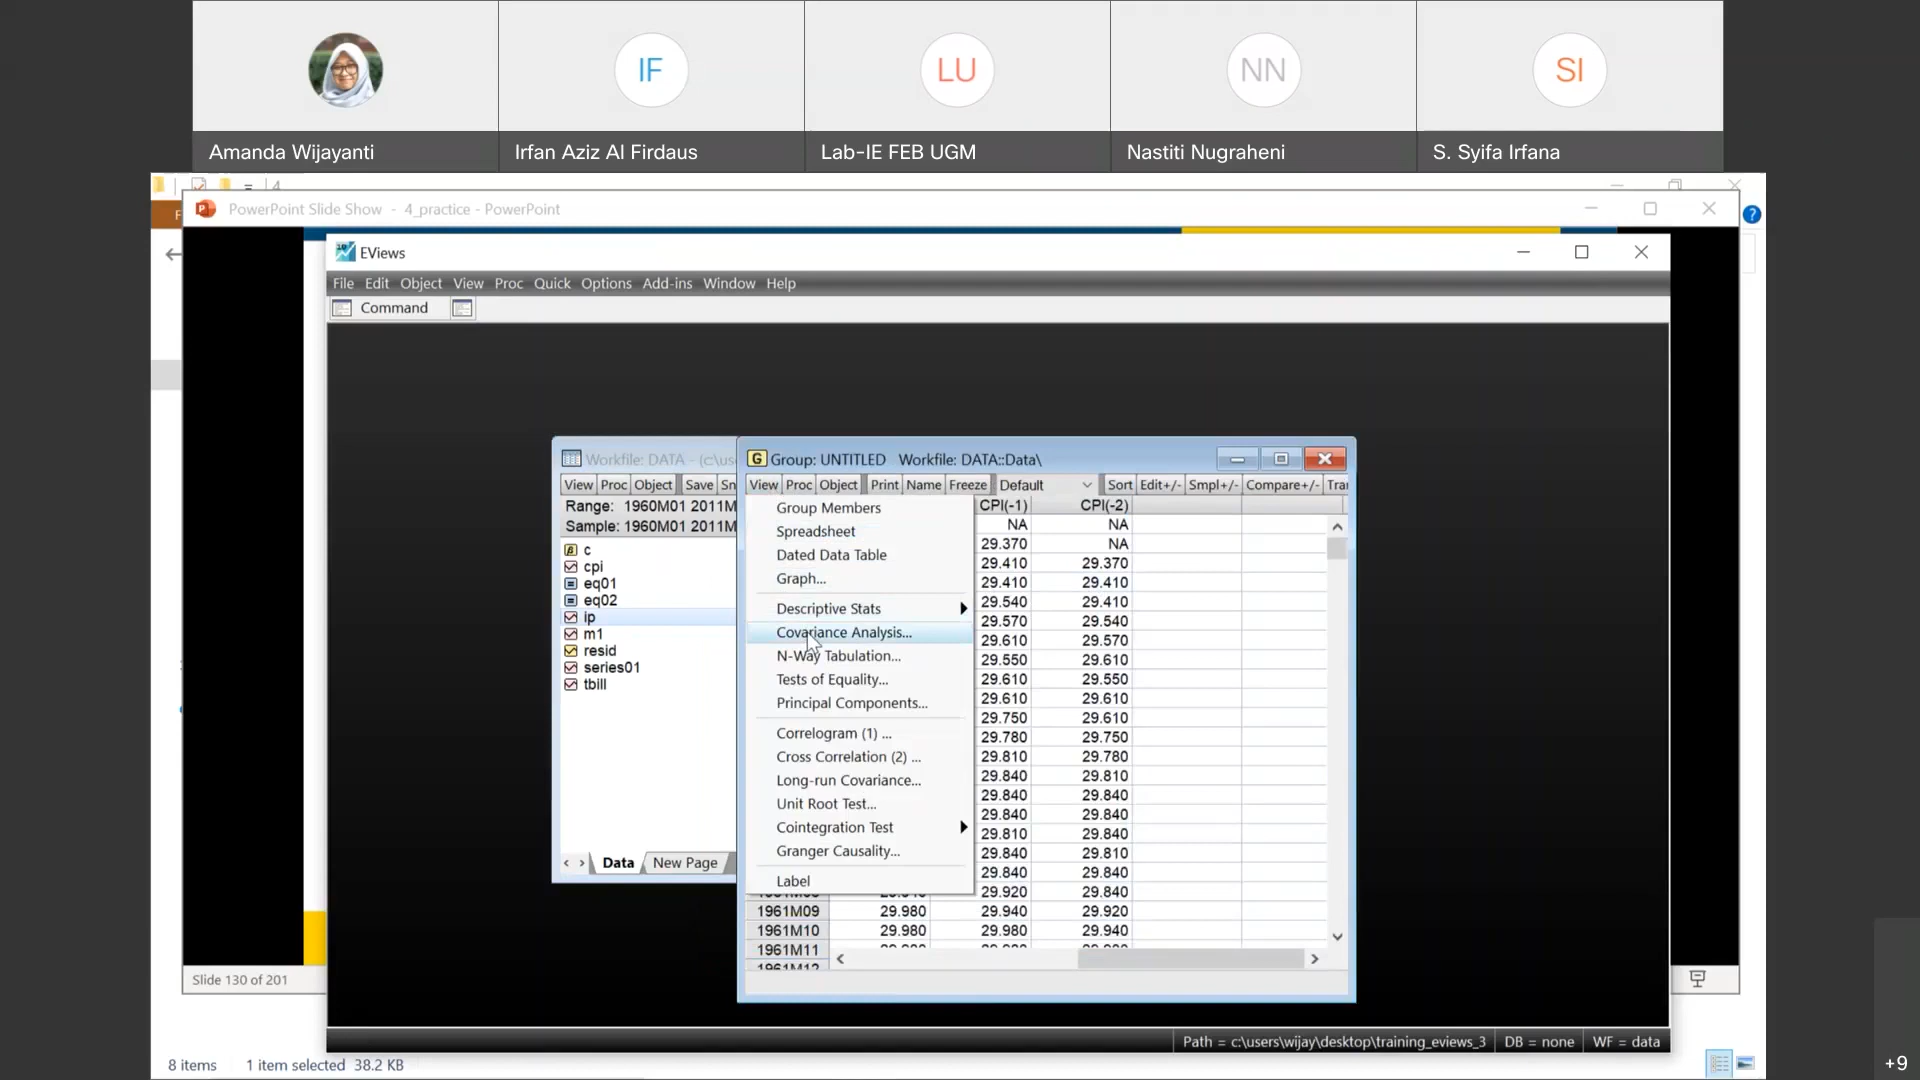 IF
LU
NN
SI
Amanda Wijayanti
Irfan Aziz Al Firdaus
Lab-IE FEB UGM
Nastiti Nugraheni
S. Syifa Irfana
4
F
PowerPoint Slide Show - 4_practice - PowerPoint
EViews
File Edit Object View Proc Quick Options Add-ins Window Help
Command
Workfile: DATA - (c:\use
View Proc Object Save Sn
Range: 1960M01 2011M
Sample: 1960M01 2011M
c
cpi
eq01
eq02
ip
m1
resid
series01
tbill
Data New Page
G Group: UNTITLED Workfile: DATA::Data\
View Proc Object Print Name Freeze Default Sort Edit+/- Smpl+/- Compare+/- Tra
Group Members
Spreadsheet
Dated Data Table
Graph...
Descriptive Stats
Covariance Analysis...
N-Way Tabulation...
Tests of Equality...
Principal Components...
Correlogram (1) ...
Cross Correlation (2) ...
Long-run Covariance...
Unit Root Test...
Cointegration Test
Granger Causality...
Label
CPI(-1) CPI(-2)
NA NA
29.370 NA
29.410 29.370
29.410 29.410
29.540 29.410
29.570 29.540
29.610 29.570
29.550 29.610
29.610 29.550
29.610 29.610
29.750 29.610
29.780 29.750
29.810 29.780
29.840 29.810
29.840 29.840
29.840 29.840
29.810 29.840
29.840 29.810
29.840 29.840
29.920 29.840
1961M09 29.980 29.940 29.920
1961M10 29.980 29.980 29.940
1961M11
1961M12
Slide 130 of 201
Path = c:\users\wijay\desktop\training_eviews_3 DB = none WF = data
8 items 1 item selected 38.2 KB
+9